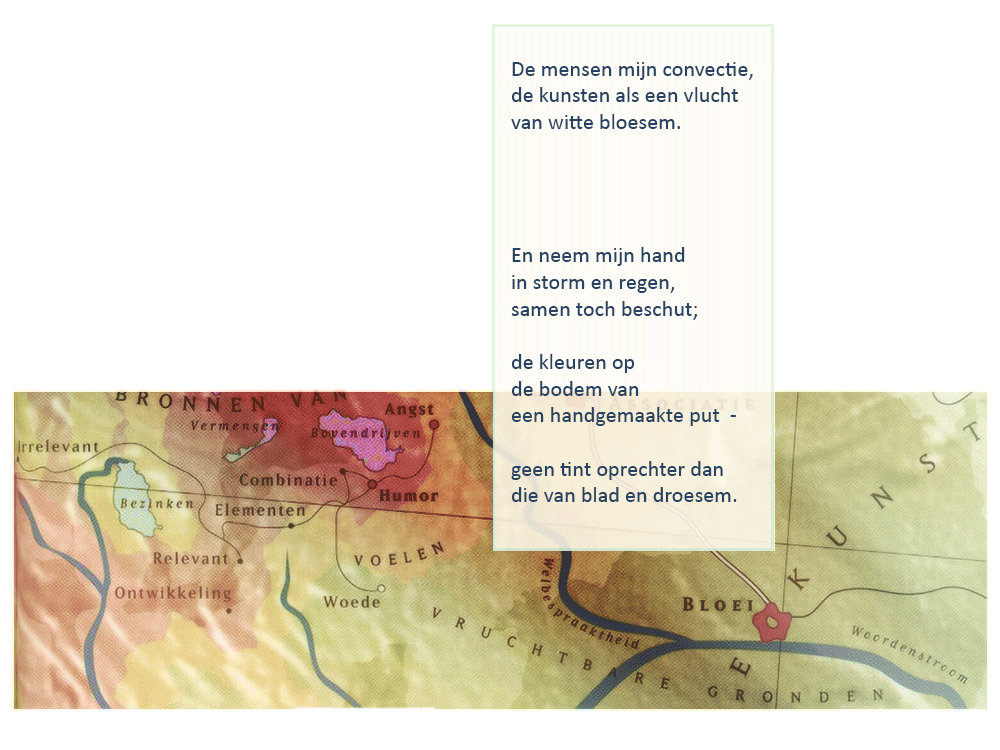 De mensen mijn convectie,
de kunsten als een vlucht
van witte bloesem.
En neem mijn hand
in storm en regen,
samen toch beschut;
de kleuren op
de bodem van
een handgemaakte put -
geen tint oprechter dan
die van blad en droesem.
BRONNEN VAN
Vermengen
Angst
Bovendrijven
ASSOCIATIE
Irrelevant
Combinatie
Humor
Bezinken
Elementen
Relevant
VOELEN
Ontwikkeling
Woede
Welbespraaktheid
BLOEI
KUNST
E
Woordenstroom
VRUCHTBARE GRONDEN